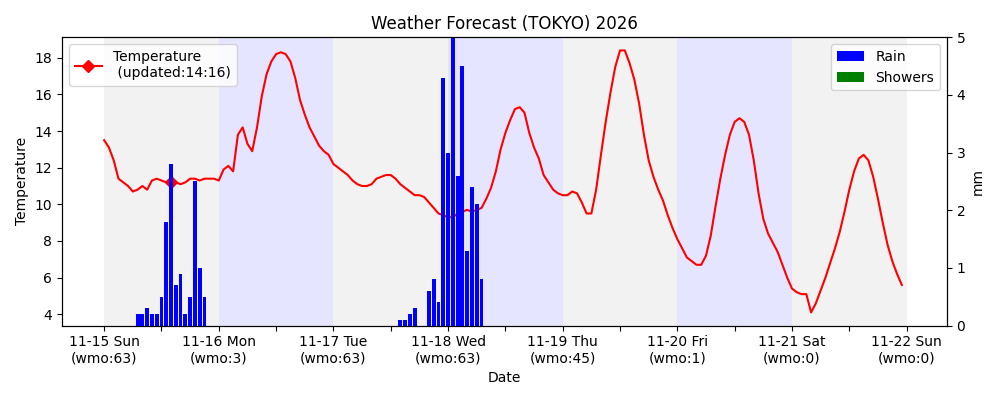 Weather Forecast (TOKYO) 2026
Temperature
(updated:14:16)
Rain
Showers
Temperature
18
16
14
12
10
8
6
4
5
4
3
2
1
0
mm
11-15 Sun
(wmo:63)
11-16 Mon
(wmo:3)
11-17 Tue
(wmo:63)
11-18 Wed
(wmo:63)
11-19 Thu
(wmo:45)
11-20 Fri
(wmo:1)
11-21 Sat
(wmo:0)
11-22 Sun
(wmo:0)
Date